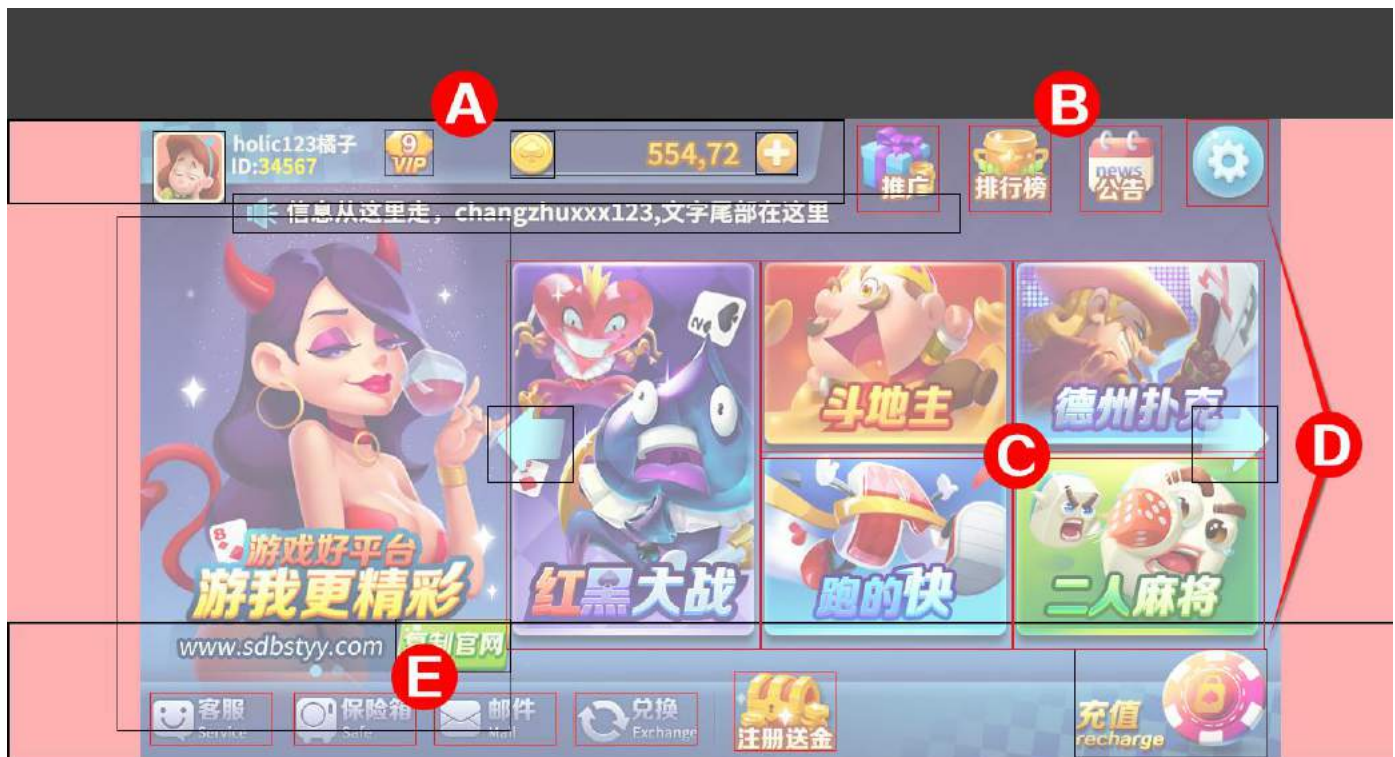 A
B
holic123橘子
ID:34567
9
VIP
554,72
推广
排行榜
news
公告
信息从这里走，changzhuxxx123,文字尾部在这里
斗地主
德州扑克
C
D
游戏好平台
游我更精彩
红黑大战
跑的快
二人麻将
www.sdbstyy.com
复制官网
E
客服
Service
保险箱
Safe
邮件
Mail
兑换
Exchange
注册送金
充值
recharge